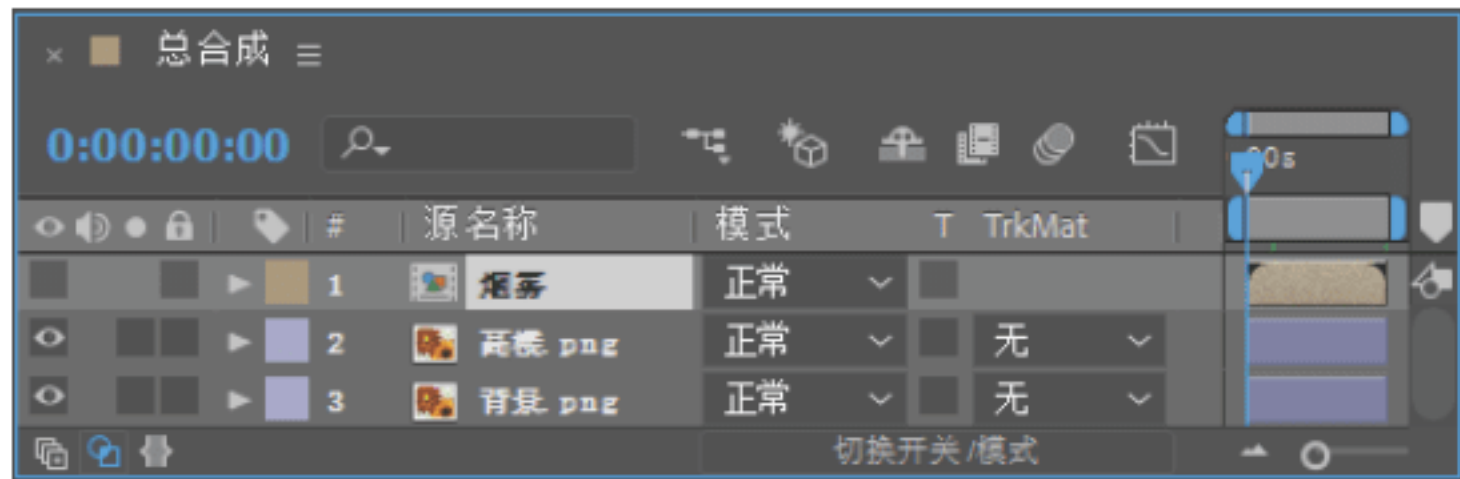 × 总合成 ≡
0:00:00:00 00s
# 源名称 模式 T TrkMat
1 烟雾 正常
2 高楼.png 正常 无
3 背景.png 正常 无
切换开关/模式